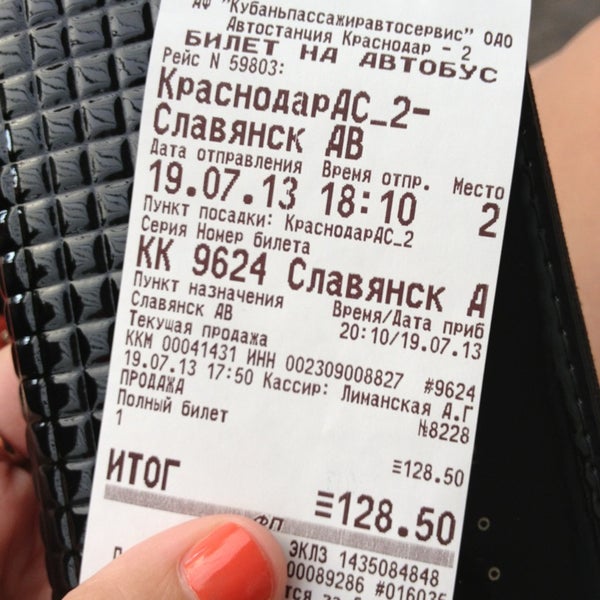 АФ "Кубаньпассажиравтосервис" ОАО
Автостанция Краснодар - 2
БИЛЕТ НА АВТОБУС
Рейс N 59803:
КраснодарАС_2-
Славянск АВ
Дата отправления Время отпр. Место
19.07.13 18:10 2
Пункт посадки: КраснодарАС_2
Серия Номер билета
КК 9624 Славянск А
Пункт назначения Время/Дата приб
Славянск АВ 20:10/19.07.13
Текущая продажа
ККМ 00041431 ИНН 002309008827 #9624
19.07.13 17:50 Кассир: Лиманская А.Г
ПРОДАЖА №8228
Полный билет
1 ≡128.50
ИТОГ ≡128.50
ФП
ЭКЛЗ 1435084848
00089286 #016035